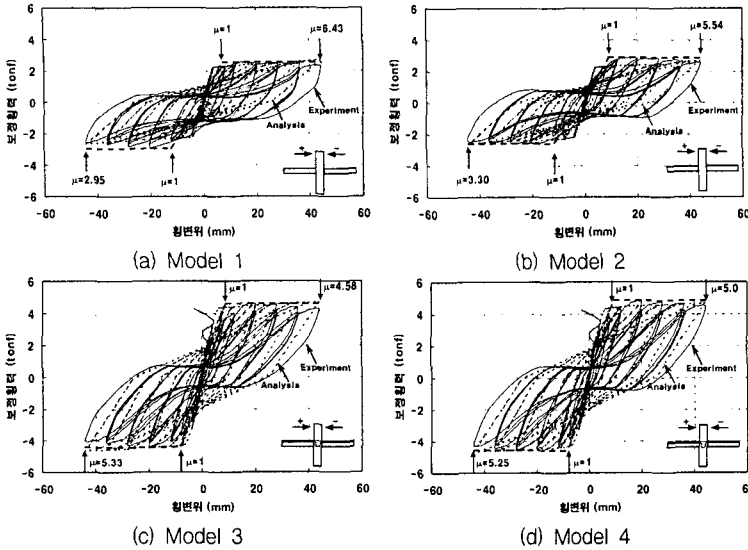 μ=1
μ=6.43
보정횡력 (tonf)
6
4
2
0
-2
-4
-6
Experiment
Analysis
+ -
μ=2.95
μ=1
-60 -40 -20 0 20 40 60
횡변위 (mm)
(a) Model 1
μ=1
μ=5.54
보정횡력 (tonf)
6
4
2
0
-2
-4
-6
Experiment
Analysis
+ -
μ=3.30
μ=1
-60 -40 -20 0 20 40 60
횡변위 (mm)
(b) Model 2
μ=1
μ=4.58
보정횡력 (tonf)
6
4
2
0
-2
-4
-6
Experiment
Analysis
+ -
μ=5.33
μ=1
-60 -40 -20 0 20 40 60
횡변위 (mm)
(c) Model 3
μ=1
μ=5.0
보정횡력 (tonf)
6
4
2
0
-2
-4
-6
Experiment
Analysis
+ -
μ=5.25
μ=1
-60 -40 -20 0 20 40 60
횡변위 (mm)
(d) Model 4